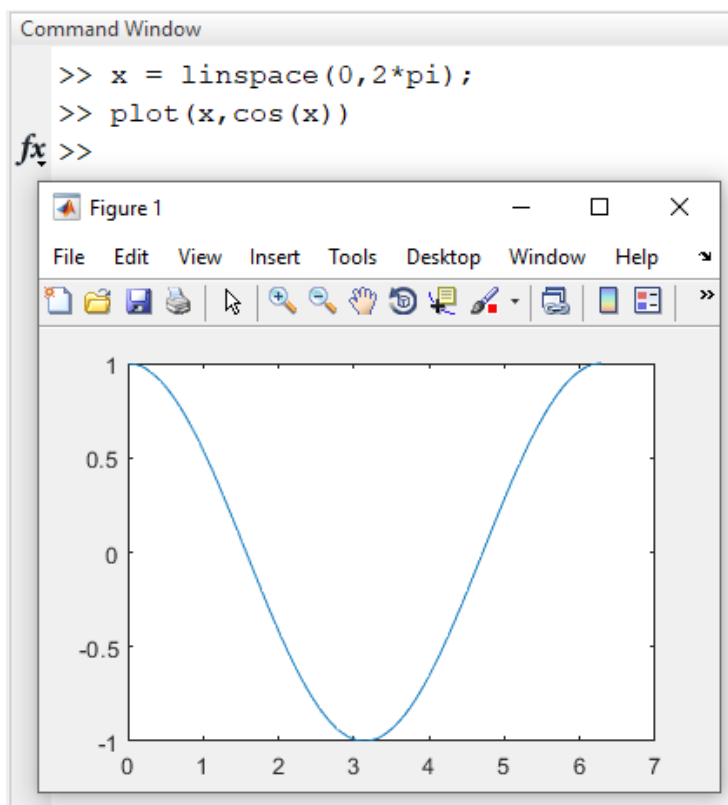 Command Window
>> x = linspace(0,2*pi);
>> plot(x,cos(x))
fx >>
Figure 1
File Edit View Insert Tools Desktop Window Help
1
0.5
0
-0.5
-1
0 1 2 3 4 5 6 7